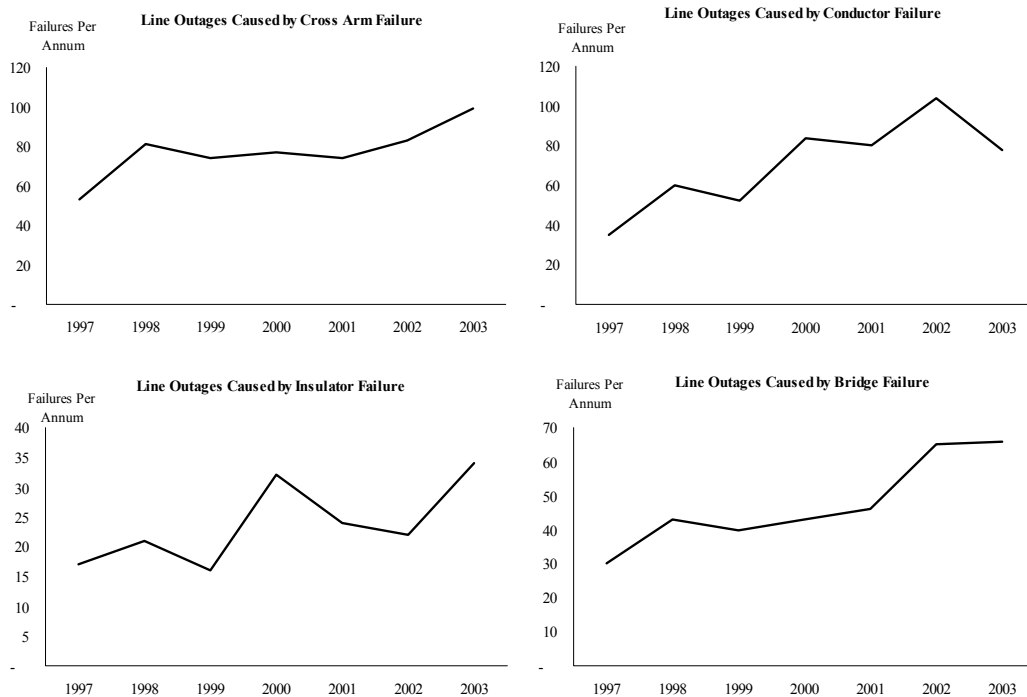 Line Outages Caused by Cross Arm Failure
Failures Per
Annum
120
100
80
60
40
20
-
1997 1998 1999 2000 2001 2002 2003
Line Outages Caused by Conductor Failure
Failures Per
Annum
120
100
80
60
40
20
-
1997 1998 1999 2000 2001 2002 2003
Line Outages Caused by Insulator Failure
Failures Per
Annum
40
35
30
25
20
15
10
5
-
1997 1998 1999 2000 2001 2002 2003
Line Outages Caused by Bridge Failure
Failures Per
Annum
70
60
50
40
30
20
10
-
1997 1998 1999 2000 2001 2002 2003